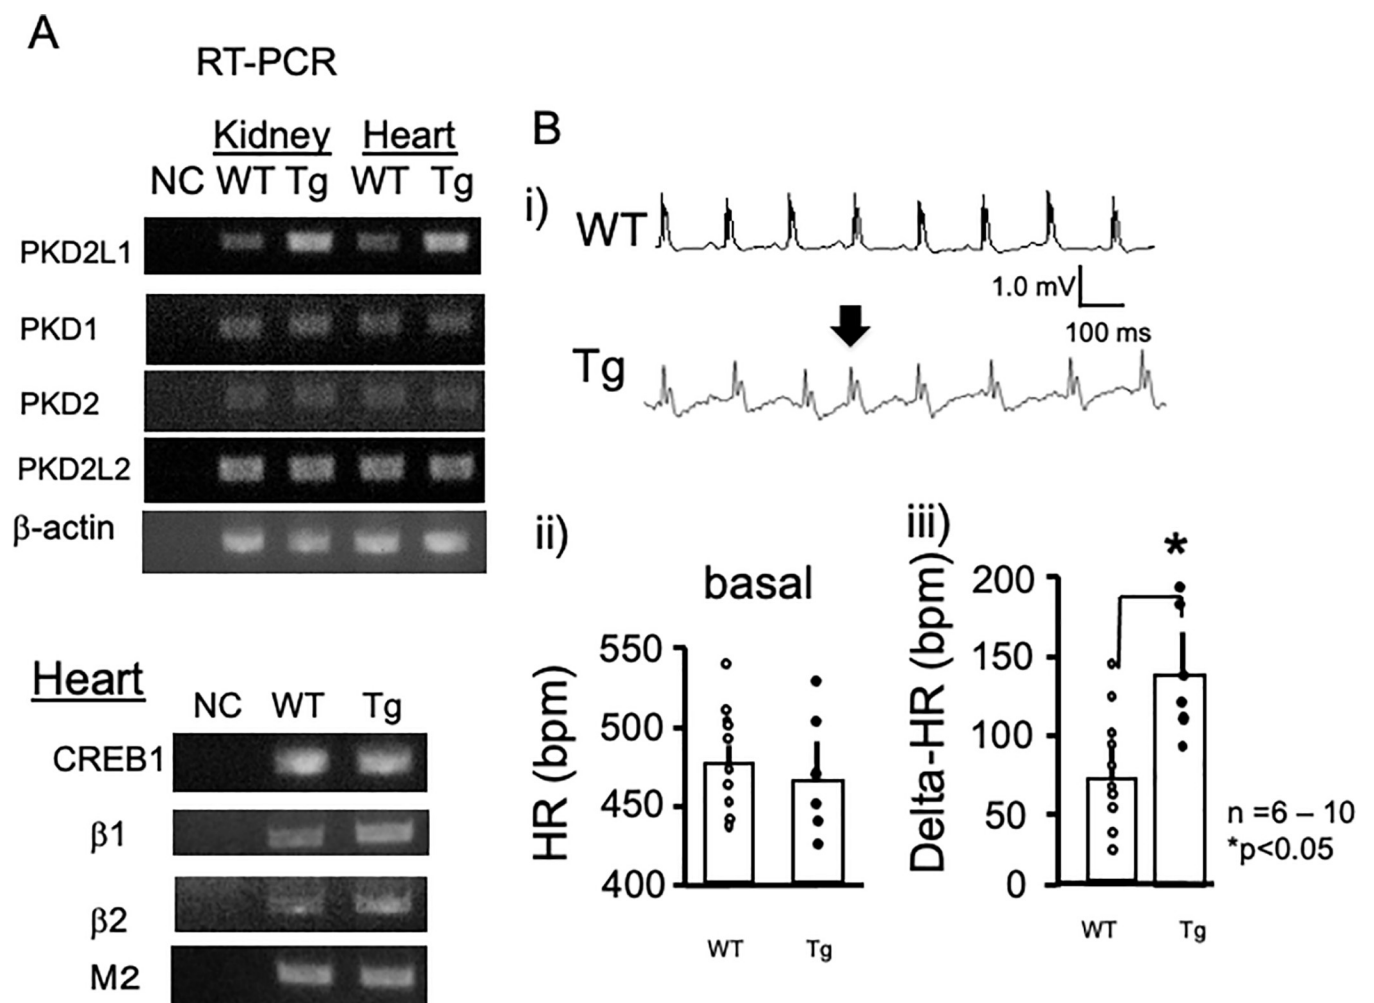 A
RT-PCR
Kidney Heart
NC WT Tg WT Tg
PKD2L1
PKD1
PKD2
PKD2L2
β-actin
Heart
NC WT Tg
CREB1
β1
β2
M2
B
i)
WT
1.0 mV
100 ms
Tg
ii)
basal
HR (bpm)
550
500
450
400
WT Tg
iii)
*
Delta-HR (bpm)
200
150
100
50
0
WT Tg
n =6 – 10
*p<0.05